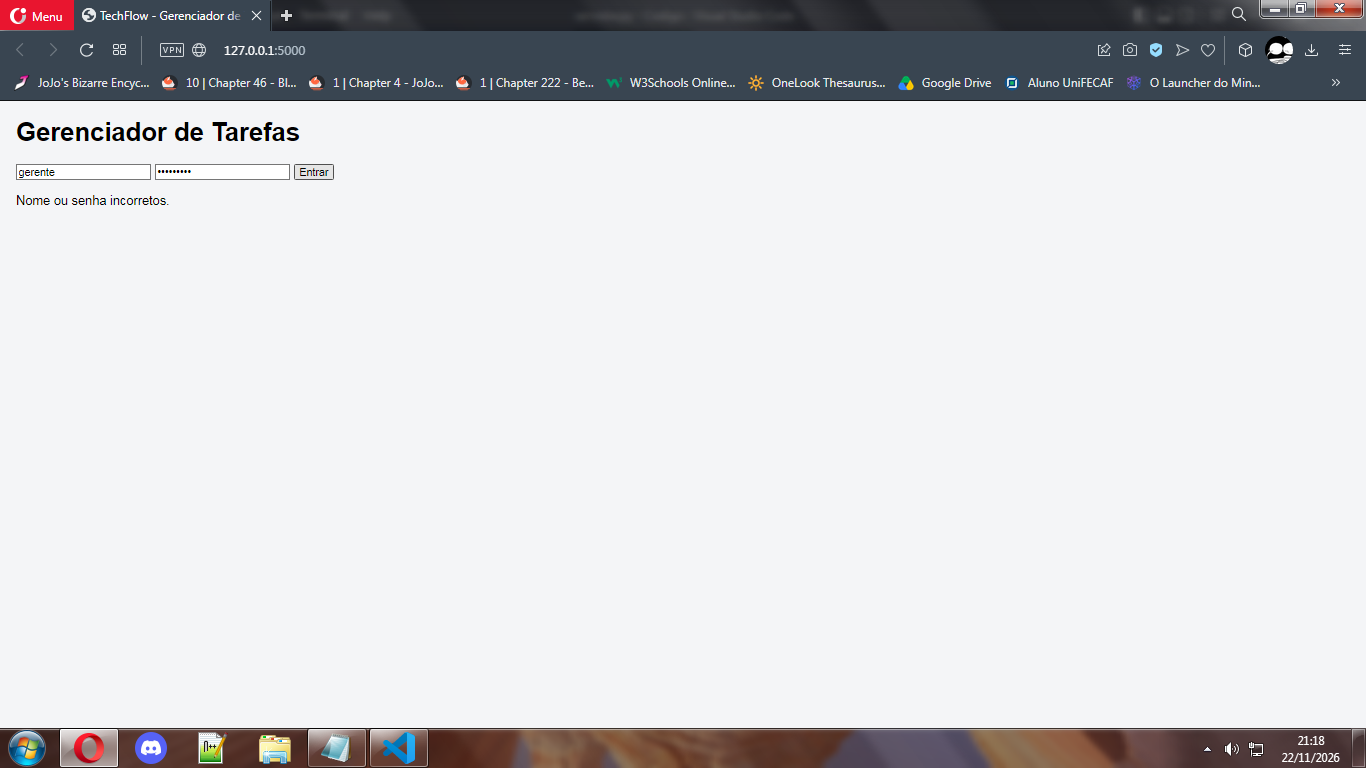 Menu TechFlow - Gerenciador de
VPN 127.0.0.1:5000
JoJo's Bizarre Encyc... 10 | Chapter 46 - Bl... 1 | Chapter 4 - JoJo... 1 | Chapter 222 - Be... W3Schools Online... OneLook Thesaurus... Google Drive Aluno UniFECAF O Launcher do Min... »
Gerenciador de Tarefas
gerente ••••••••• Entrar
Nome ou senha incorretos.
21:18
22/11/2026